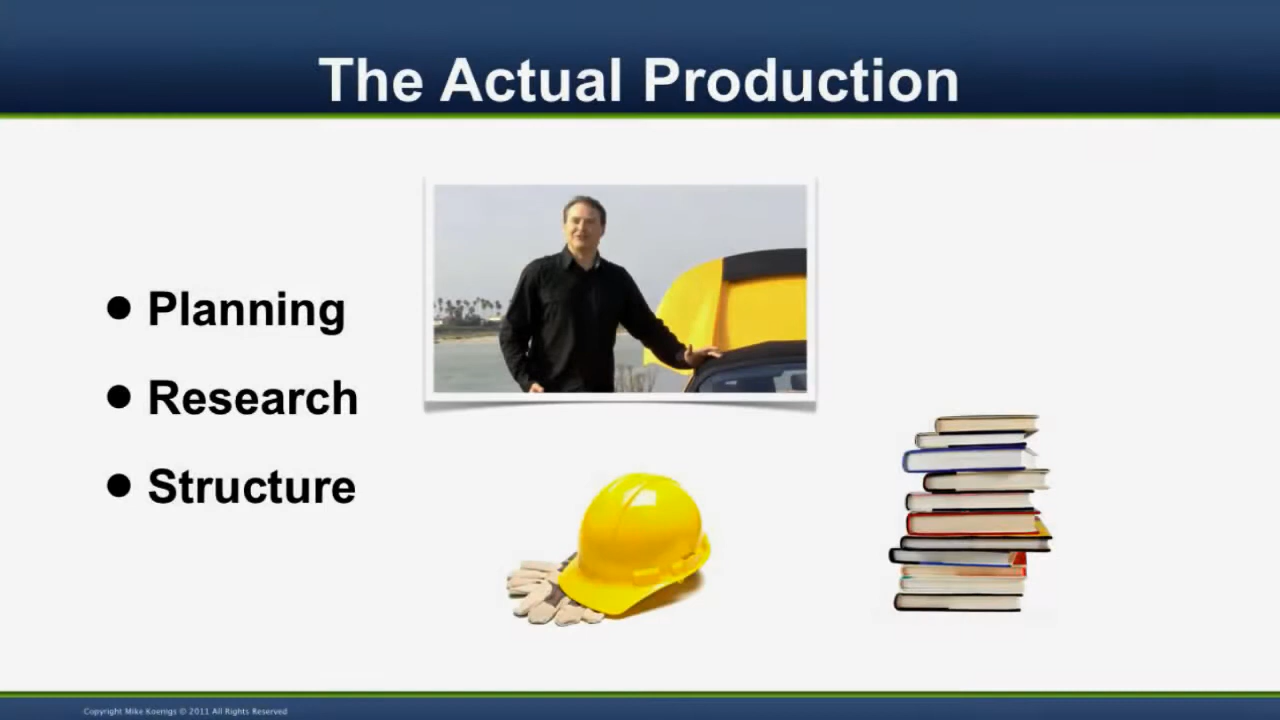 The Actual Production
Planning
Research
Structure
Copyright Mike Koenigs © 2011 All Rights Reserved